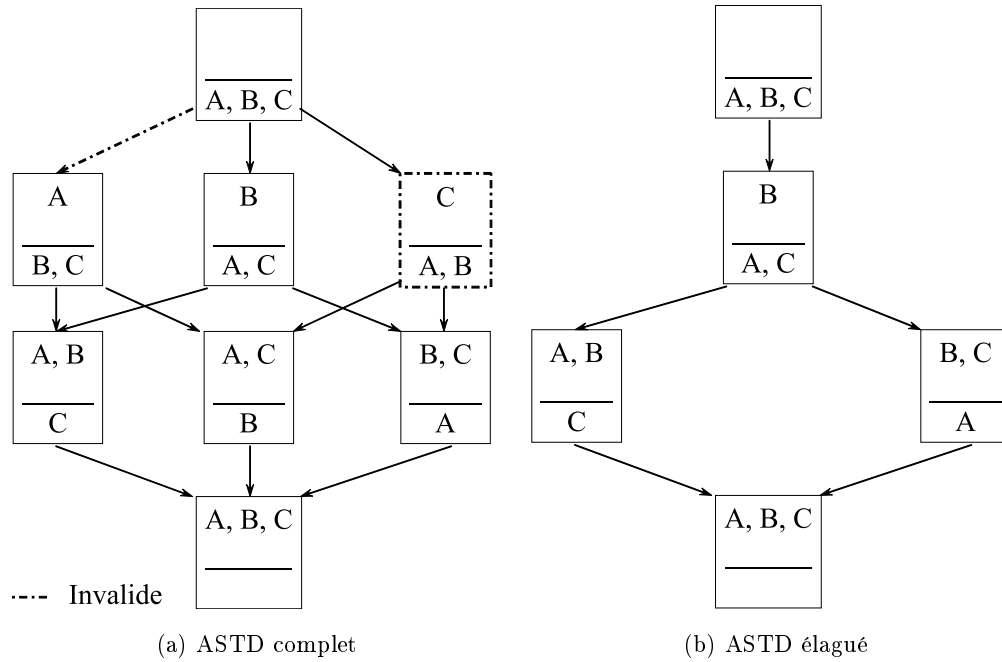 A, B, C
A
B, C
B
A, C
C
A, B
A, B
C
A, C
B
B, C
A
A, B, C
Invalide
(a) ASTD complet
A, B, C
B
A, C
A, B
C
B, C
A
A, B, C
(b) ASTD élagué